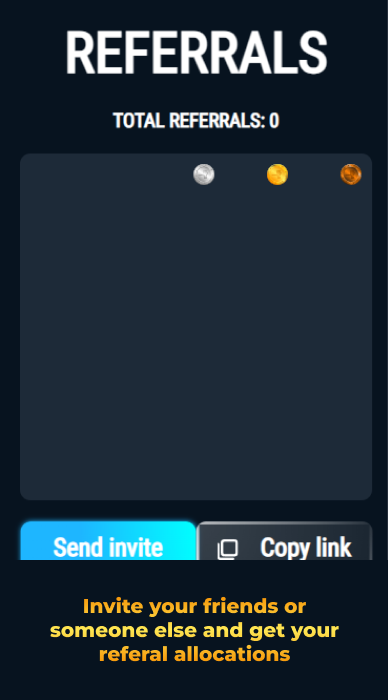 REFERRALS
TOTAL REFERRALS: 0
Send invite
Copy link
Invite your friends or
someone else and get your
referal allocations